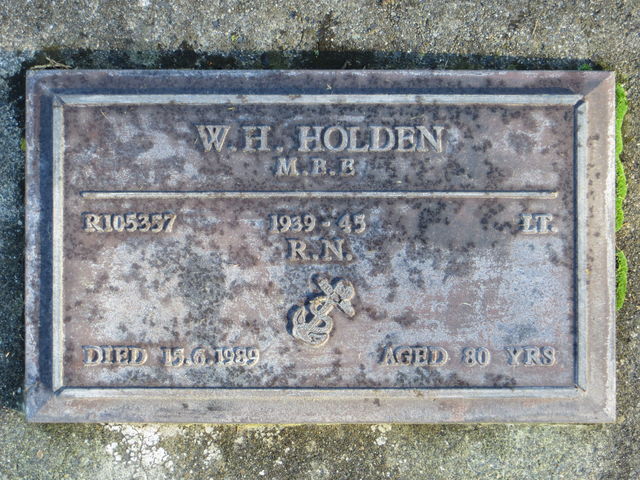 W. H. HOLDEN
M.B.E
R105357 1939 - 45 LT.
R.N.
DIED 15.6.1989 AGED 80 YRS